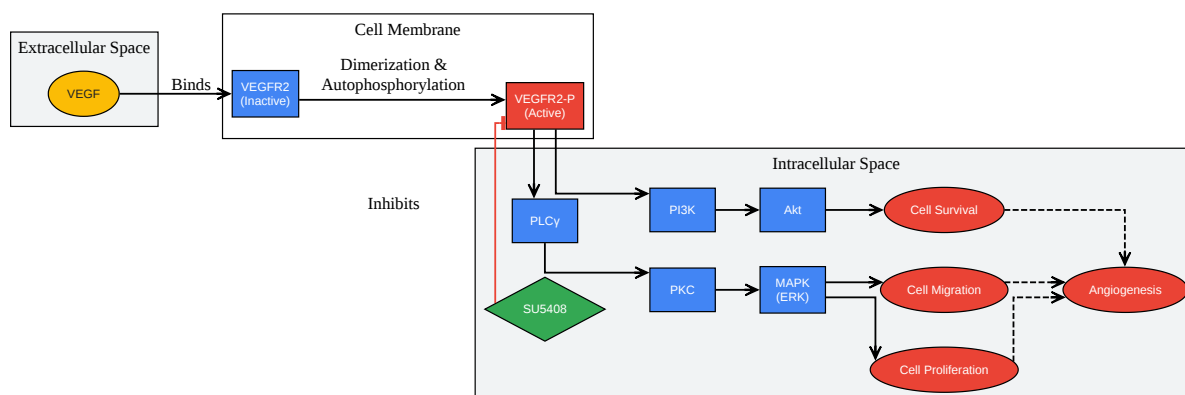 Extracellular Space
VEGF
Binds
Cell Membrane
VEGFR2
(Inactive)
Dimerization &
Autophosphorylation
VEGFR2-P
(Active)
Inhibits
Intracellular Space
PLCγ
PI3K
Akt
Cell Survival
SU5408
PKC
MAPK
(ERK)
Cell Migration
Angiogenesis
Cell Proliferation